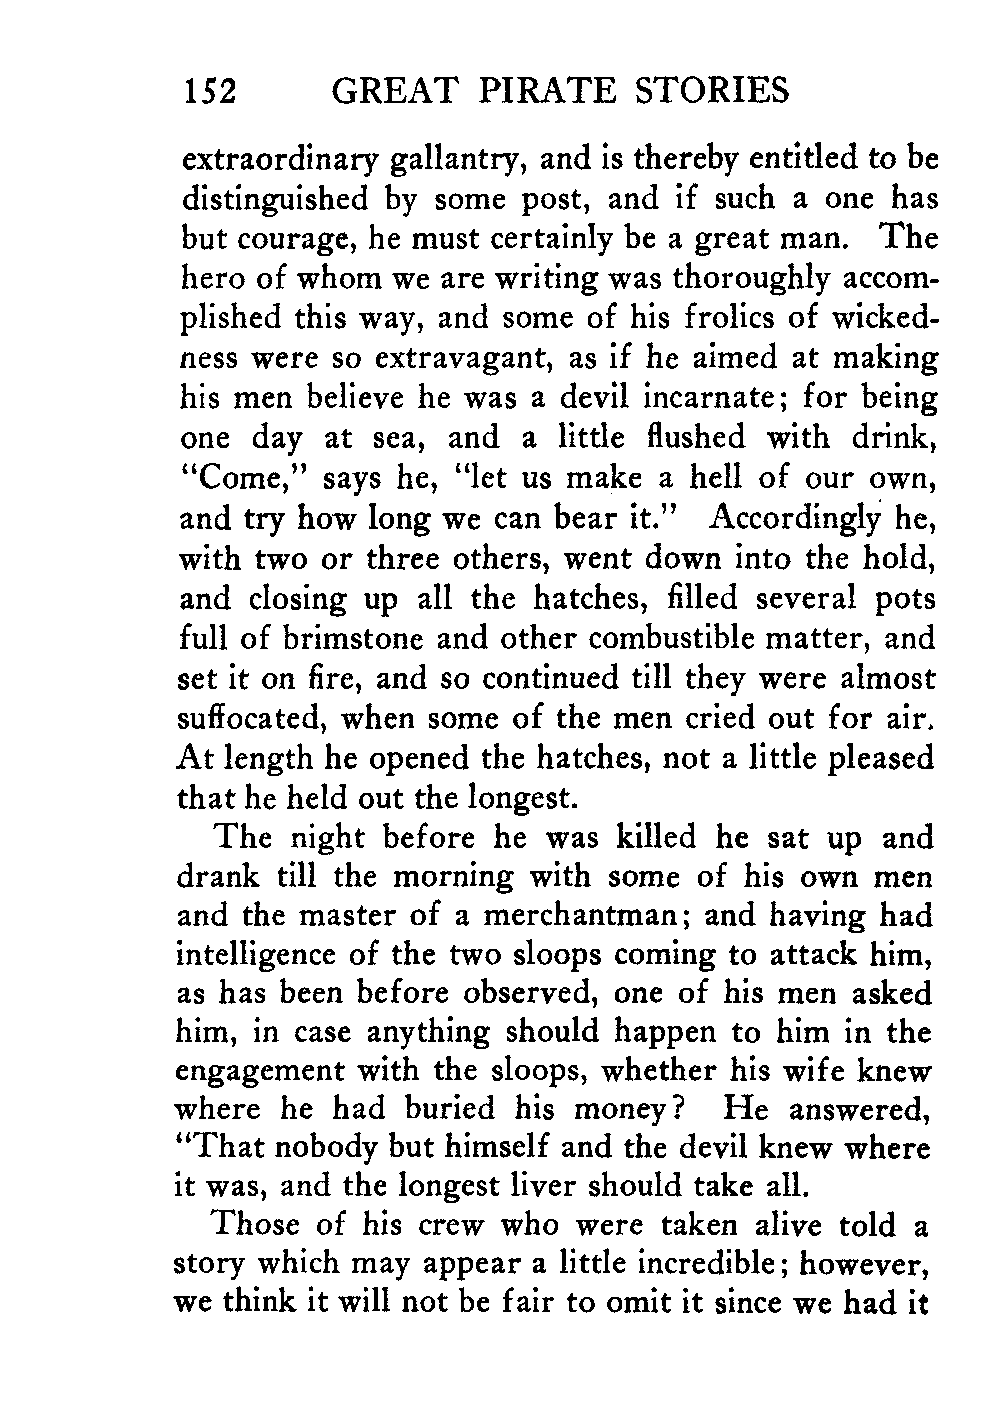 152 GREAT PIRATE STORIES
extraordinary gallantry, and is thereby entitled to be
distinguished by some post, and if such a one has
but courage, he must certainly be a great man. The
hero of whom we are writing was thoroughly accom-
plished this way, and some of his frolics of wicked-
ness were so extravagant, as if he aimed at making
his men believe he was a devil incarnate; for being
one day at sea, and a little flushed with drink,
“Come,” says he, “let us make a hell of our own,
and try how long we can bear it.” Accordingly he,
with two or three others, went down into the hold,
and closing up all the hatches, filled several pots
full of brimstone and other combustible matter, and
set it on fire, and so continued till they were almost
suffocated, when some of the men cried out for air.
At length he opened the hatches, not a little pleased
that he held out the longest.
The night before he was killed he sat up and
drank till the morning with some of his own men
and the master of a merchantman; and having had
intelligence of the two sloops coming to attack him,
as has been before observed, one of his men asked
him, in case anything should happen to him in the
engagement with the sloops, whether his wife knew
where he had buried his money? He answered,
“That nobody but himself and the devil knew where
it was, and the longest liver should take all.
Those of his crew who were taken alive told a
story which may appear a little incredible; however,
we think it will not be fair to omit it since we had it